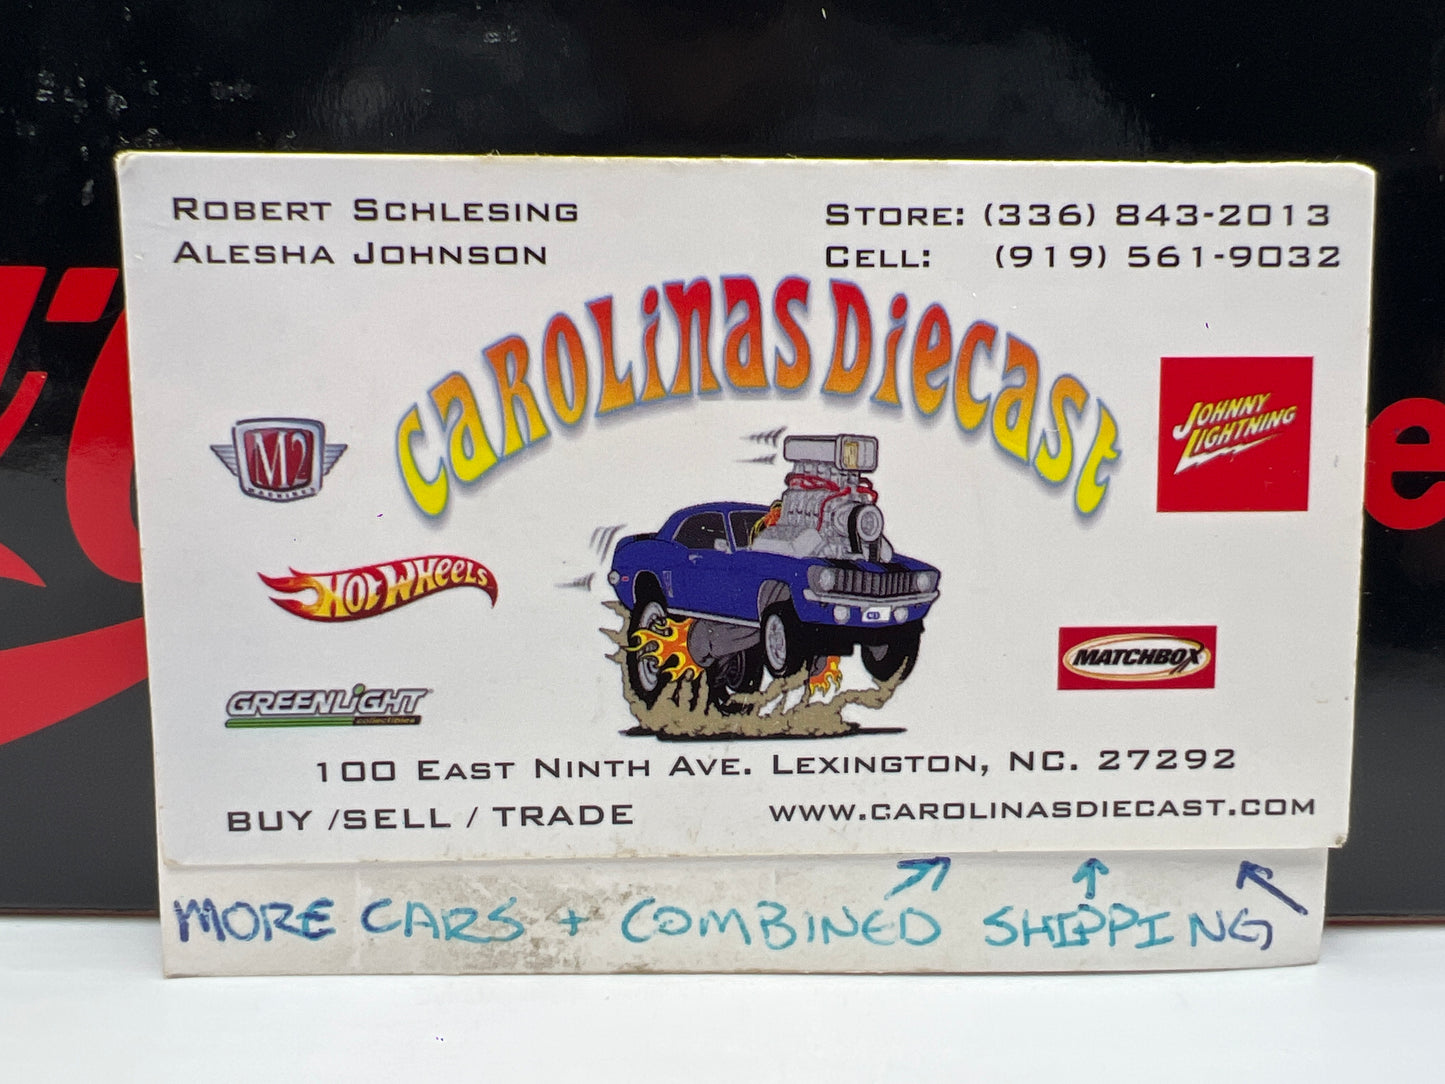 ROBERT SCHLESING
ALESHA JOHNSON
STORE: (336) 843-2013
CELL: (919) 561-9032
CAROLINAS DIECAST
M2
MACHINES
JOHNNY
LIGHTNING
HOT WHEELS
MATCHBOX
GREENLIGHT
collectibles
100 EAST NINTH AVE. LEXINGTON, NC. 27292
BUY /SELL / TRADE
WWW.CAROLINASDIECAST.COM
MORE CARS + COMBINED SHIPPING